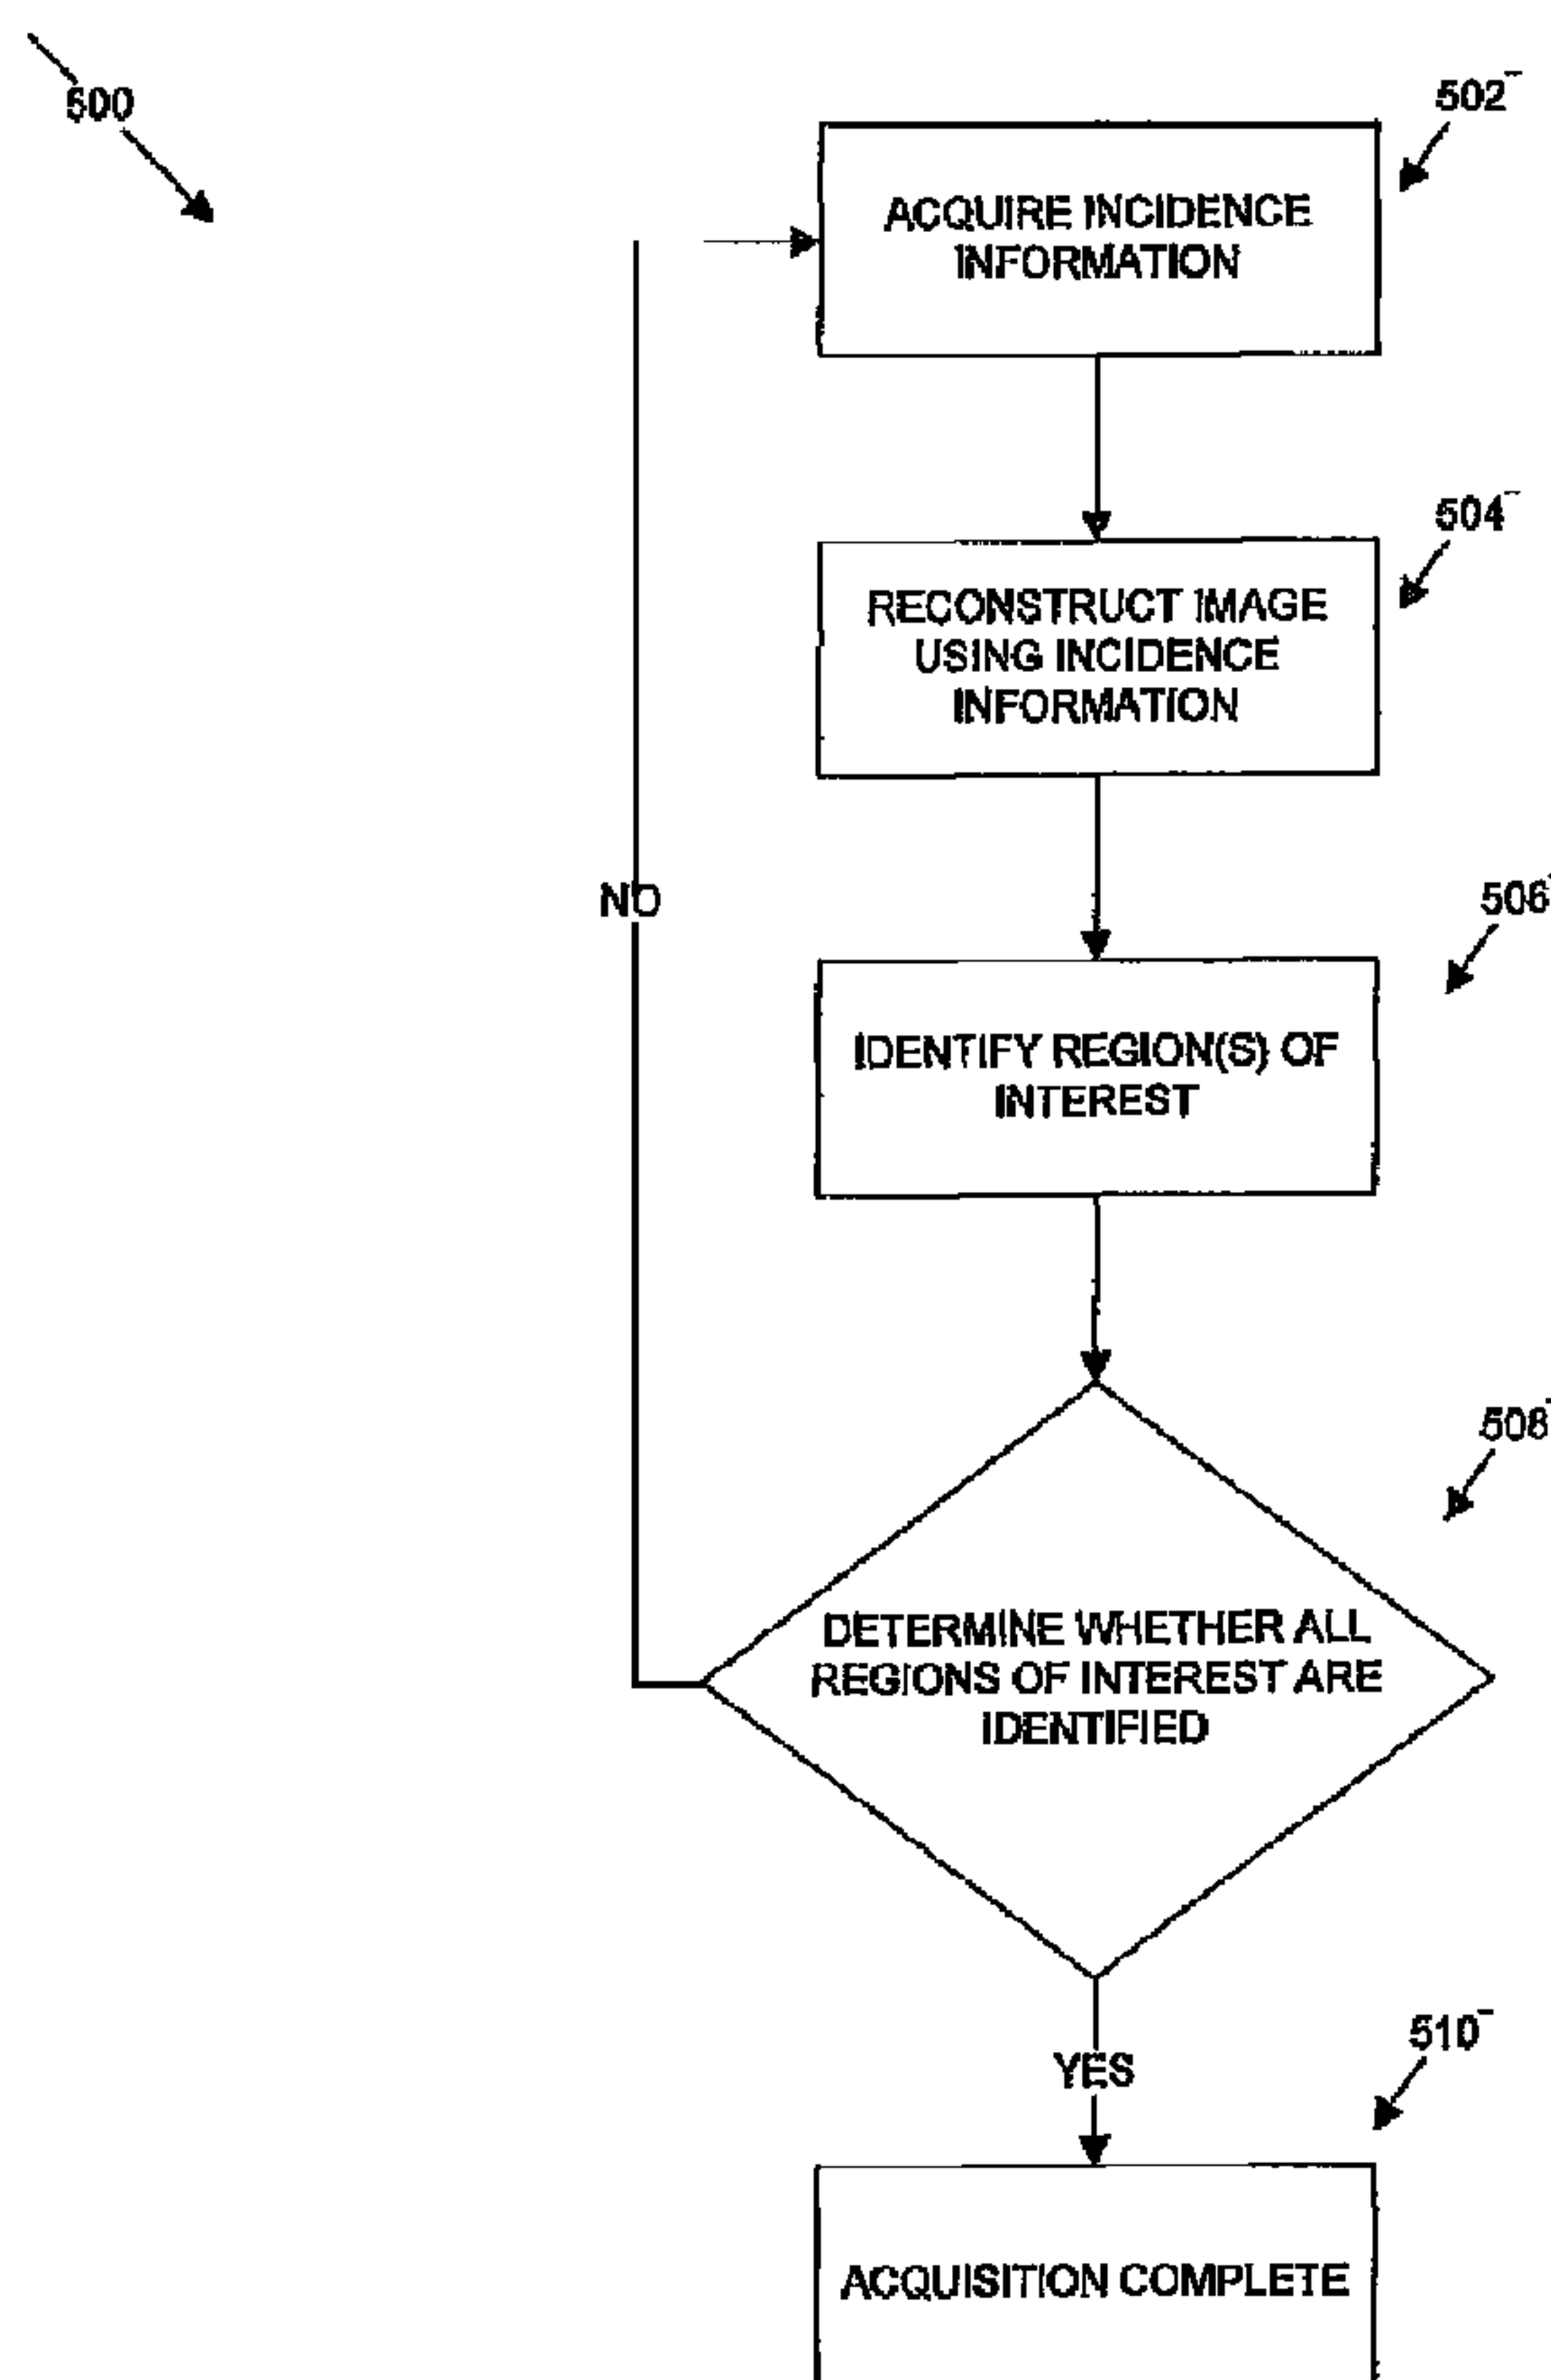 500
502
ACQUIRE INCIDENCE
INFORMATION
504
RECONSTRUCT IMAGE
USING INCIDENCE
INFORMATION
NO
506
IDENTIFY REGION(S) OF
INTEREST
508
DETERMINE WHETHER ALL
REGIONS OF INTEREST ARE
IDENTIFIED
YES
510
ACQUISITION COMPLETE